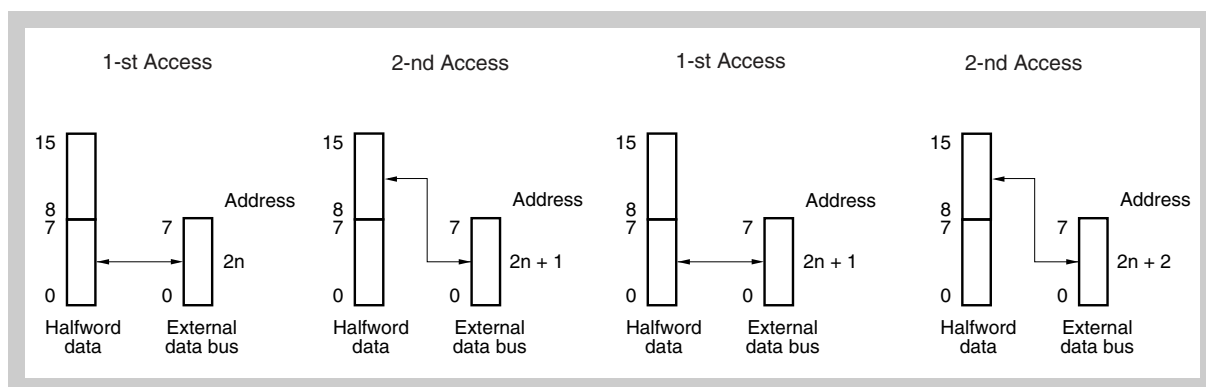 1-st Access
2-nd Access
1-st Access
2-nd Access
15
8
7
0
7
0
Address
2n
Halfword
data
External
data bus
15
8
7
0
7
0
Address
2n + 1
Halfword
data
External
data bus
15
8
7
0
7
0
Address
2n + 1
Halfword
data
External
data bus
15
8
7
0
7
0
Address
2n + 2
Halfword
data
External
data bus